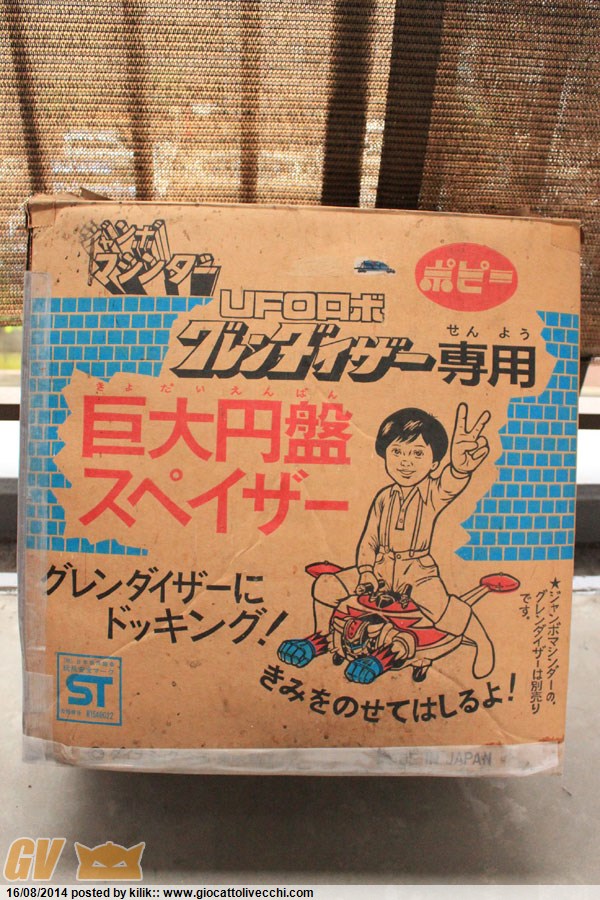 ジャンボ
マシンダー
ポピー
UFOロボ
せんよう
グレンダイザー専用
きょだいえんばん
巨大円盤
スペイザー
グレンダイザーに
ドッキング!
★ジャンボマシンダーの、
グレンダイザーは別売り
です。
きみをのせてはしるよ!
ST
JAPAN
GV
16/08/2014 posted by kilik:: www.giocattolivecchi.com